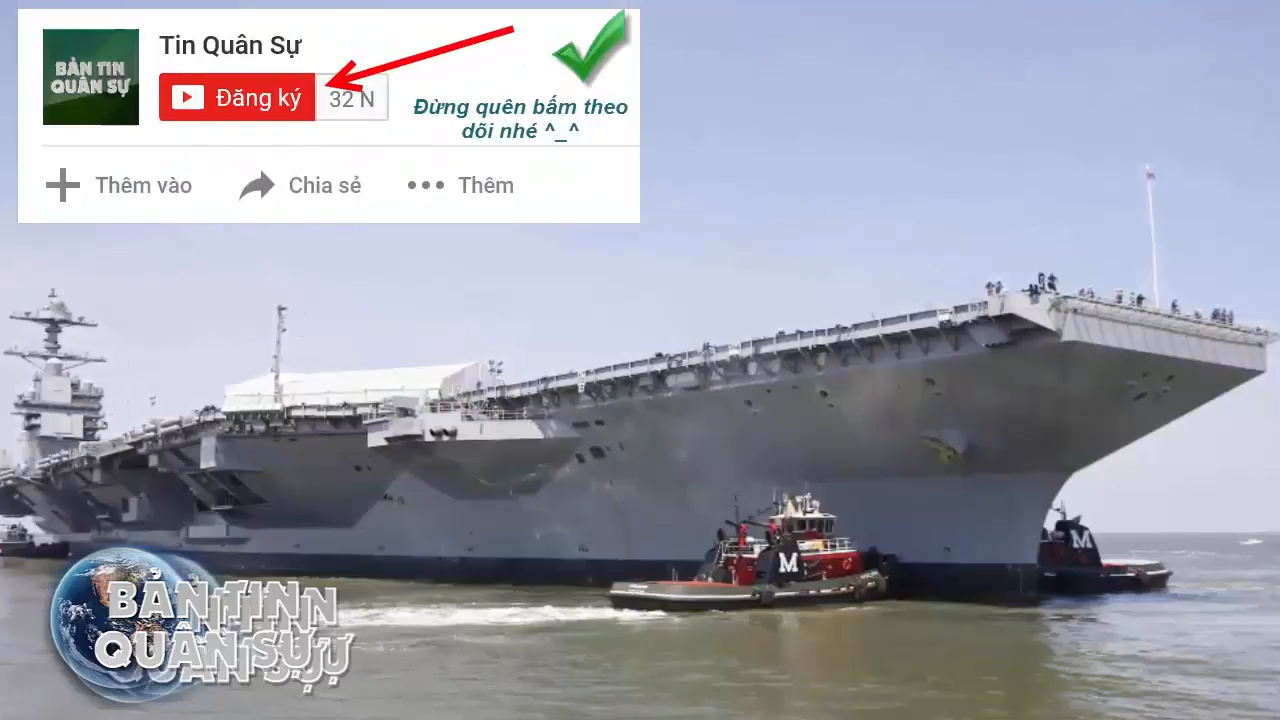 Tin Quân Sự
BẢN TIN
QUÂN SỰ
Đăng ký
32 N
Đừng quên bấm theo
dõi nhé ^_^
Thêm vào
Chia sẻ
Thêm
M
M
BẢN TIN
QUÂN SỰ